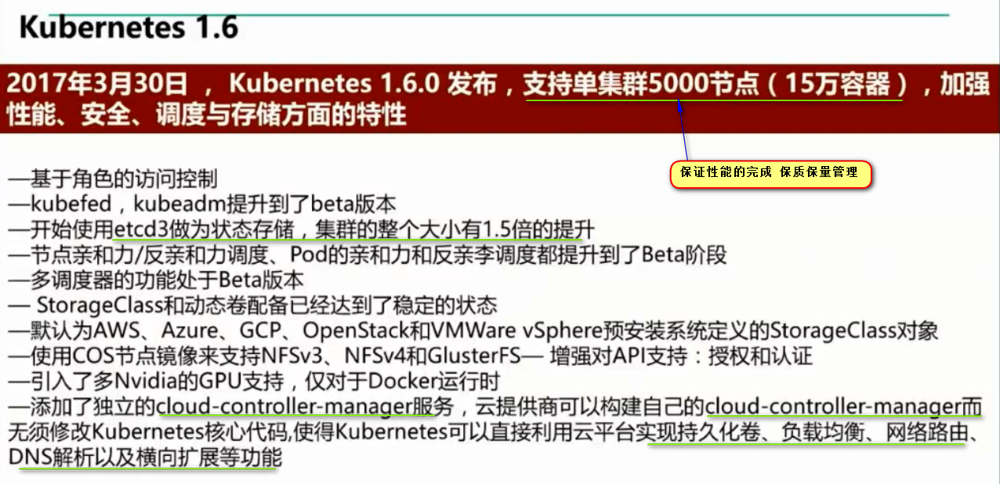 Kubernetes 1.6
2017年3月30日 ， Kubernetes 1.6.0 发布，支持单集群5000节点（15万容器），加强
性能、安全、调度与存储方面的特性
保证性能的完成 保质保量管理
—基于角色的访问控制
—kubefed，kubeadm提升到了beta版本
—开始使用etcd3做为状态存储，集群的整个大小有1.5倍的提升
—节点亲和力/反亲和力调度、Pod的亲和力和反亲李调度都提升到了Beta阶段
—多调度器的功能处于Beta版本
— StorageClass和动态卷配备已经达到了稳定的状态
—默认为AWS、Azure、GCP、OpenStack和VMWare vSphere预安装系统定义的StorageClass对象
—使用COS节点镜像来支持NFSv3、NFSv4和GlusterFS— 增强对API支持：授权和认证
—引入了多Nvidia的GPU支持，仅对于Docker运行时
—添加了独立的cloud-controller-manager服务，云提供商可以构建自己的cloud-controller-manager而
无须修改Kubernetes核心代码,使得Kubernetes可以直接利用云平台实现持久化卷、负载均衡、网络路由、
DNS解析以及横向扩展等功能